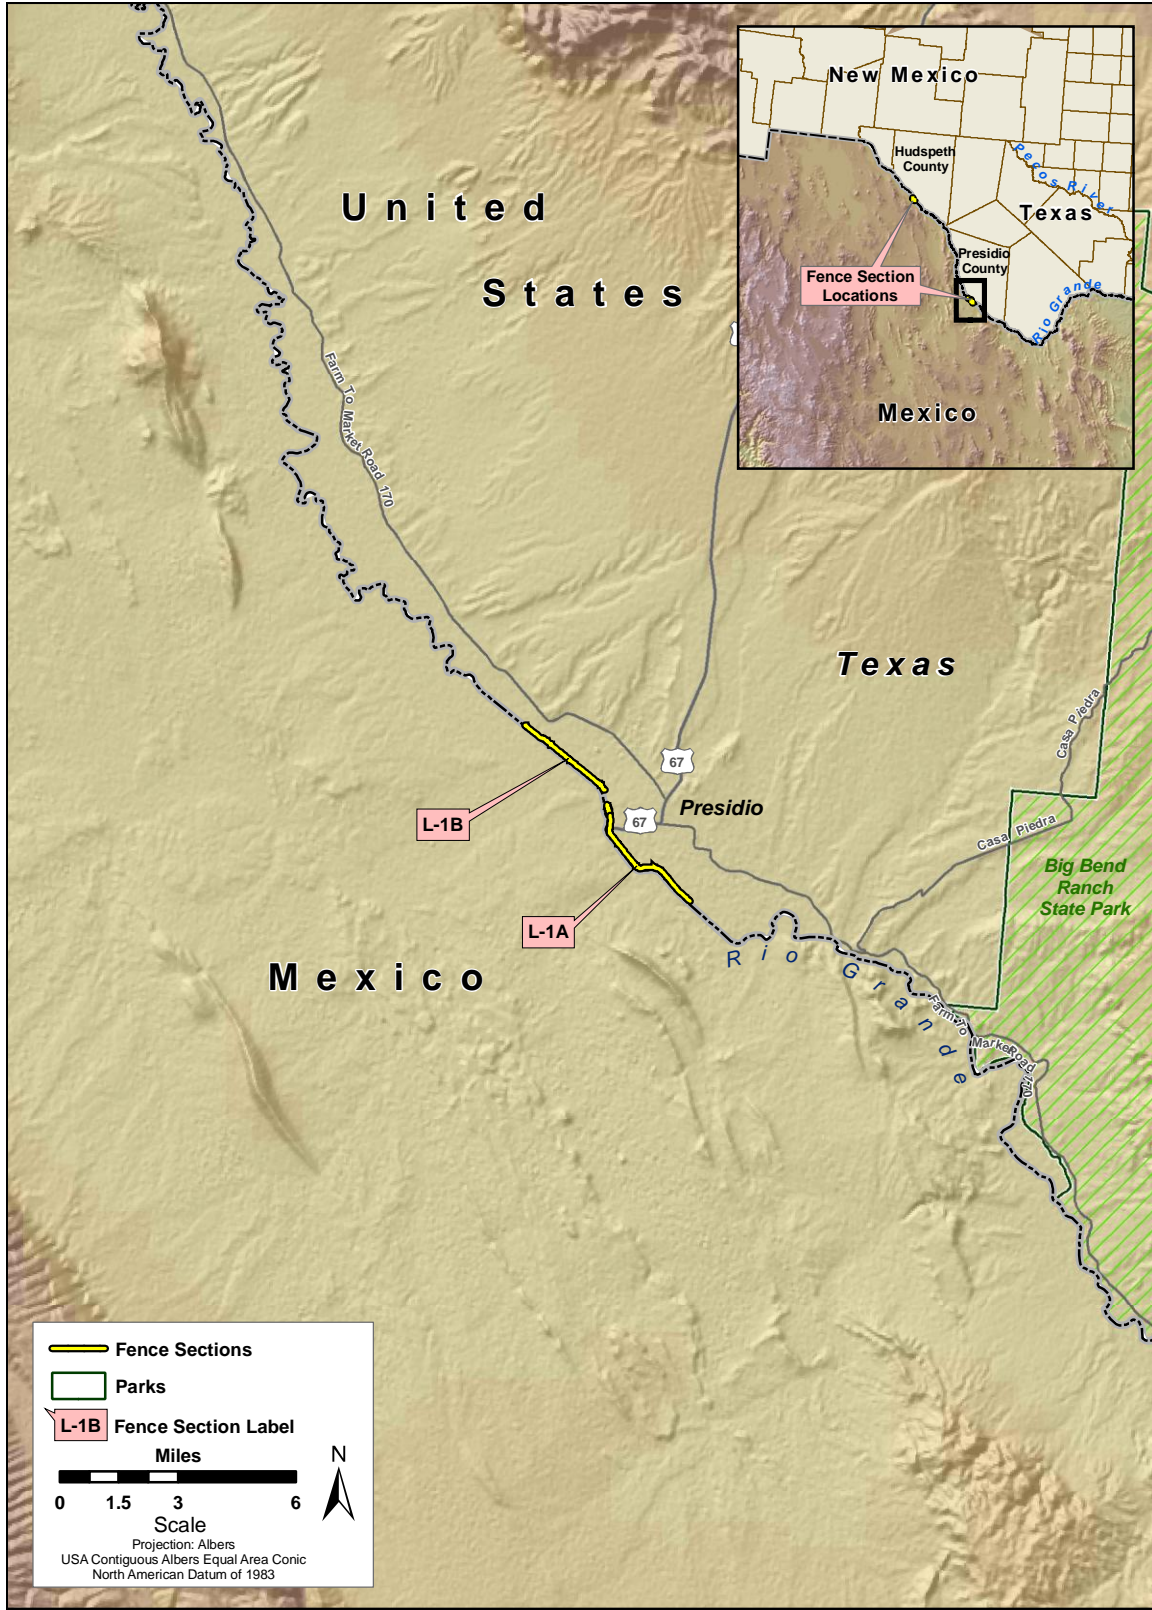 United
States
New Mexico
Hudspeth
County
Pecos River
Texas
Presidio
County
Fence Section
Locations
Rio Grande
Mexico
Farm To Market Road 170
Texas
Casa Piedra
67
L-1B
67
Presidio
Casa Piedra
Big Bend
Ranch
State Park
L-1A
Rio Grande
Mexico
Farm To Market Road 170
Fence Sections
Parks
L-1B Fence Section Label
Miles
N
0 1.5 3 6
Scale
Projection: Albers
USA Contiguous Albers Equal Area Conic
North American Datum of 1983